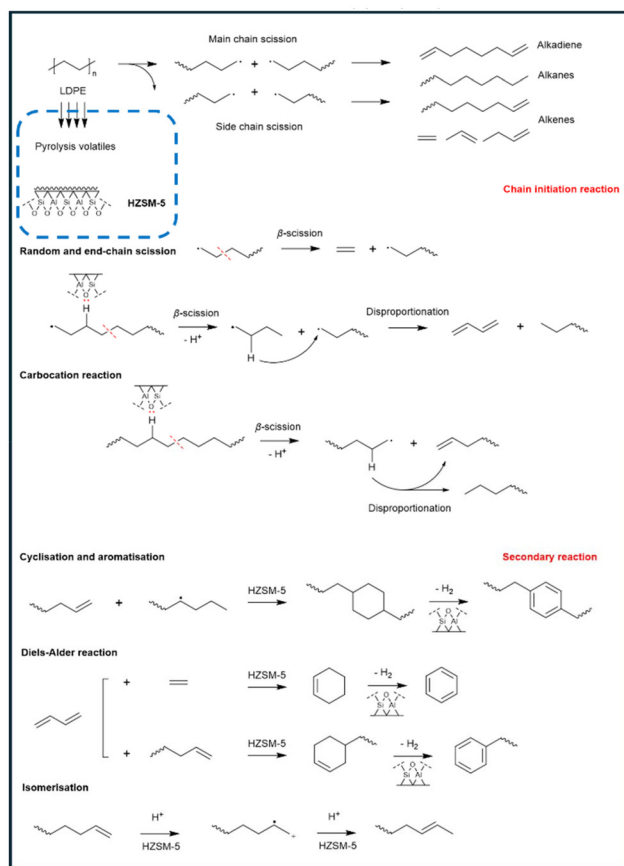 Main chain scission
Alkadiene
n
LDPE
Alkanes
Side chain scission
Alkenes
Pyrolysis volatiles
HZSM-5
Si Al Si Al Si
O O O O O O
Chain initiation reaction
Random and end-chain scission
β-scission
+
Al Si
O
H
β-scission
- H+
+
H
Disproportionation
+
Carbocation reaction
Al Si
O
H
β-scission
- H+
+
H
Disproportionation
Cyclisation and aromatisation
Secondary reaction
+
HZSM-5
- H2
O
Si Al
Diels-Alder reaction
+
HZSM-5
- H2
O
Si Al
+
HZSM-5
- H2
O
Si Al
Isomerisation
H+
HZSM-5
+
H+
HZSM-5